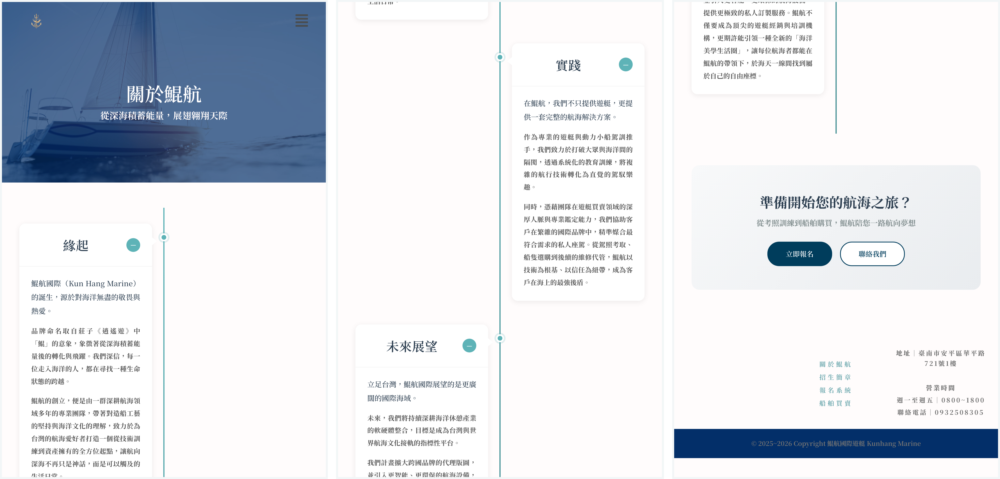 關於鯤航
從深海積蓄能量，展翅翱翔天際
緣起
鯤航國際（Kun Hang Marine）
的誕生，源於對海洋無盡的敬畏與
熱愛。
品牌命名取自莊子《逍遙遊》中
「鯤」的意象，象徵著從深海積蓄能
量後的轉化與飛躍。我們深信，每一
位走入海洋的人，都在尋找一種生命
狀態的跨越。
鯤航的創立，便是由一群深耕航海領
域多年的專業團隊，帶著對造船工藝
的堅持與海洋文化的理解，致力於為
台灣的航海愛好者打造一個從技術訓
練到資產擁有的全方位起點，讓航向
深海不再只是神話，而是可以觸及的
生活日常。
生活日常。
實踐
在鯤航，我們不只提供遊艇，更提
供一套完整的航海解決方案。
作為專業的遊艇與動力小船駕訓推
手，我們致力於打破大眾與海洋間的
隔閡，透過系統化的教育訓練，將複
雜的航行技術轉化為直覺的駕馭樂
趣。
同時，憑藉團隊在遊艇買賣領域的深
厚人脈與專業鑑定能力，我們協助客
戶在繁雜的國際品牌中，精準媒合最
符合需求的私人座駕。從駕照考取、
船隻選購到後續的維修代管，鯤航以
技術為根基、以信任為紐帶，成為客
戶在海上的最強後盾。
未來展望
立足台灣，鯤航國際展望的是更廣
闊的國際海域。
未來，我們將持續深耕海洋休憩產業
的軟硬體整合，目標是成為台灣與世
界航海文化接軌的指標性平台。
我們計畫擴大跨國品牌的代理版圖，
並引入更智能、更環保的航海設備，
並引入更智能、更環保的航海設備，
提供更極致的私人訂製服務。鯤航不
僅要成為頂尖的遊艇經銷與培訓機
構，更期許能引領一種全新的「海洋
美學生活圈」，讓每位航海者都能在
鯤航的帶領下，於海天一線間找到屬
於自己的自由座標。
準備開始您的航海之旅？
從考照訓練到船舶購買，鯤航陪您一路航向夢想
立即報名
聯絡我們
關於鯤航
招生簡章
報名系統
船舶買賣
地址｜臺南市安平區華平路
721號1樓
營業時間
週一至週五｜0800~1800
聯絡電話｜0932508305
© 2025~2026 Copyright 鯤航國際遊艇 Kunhang Marine